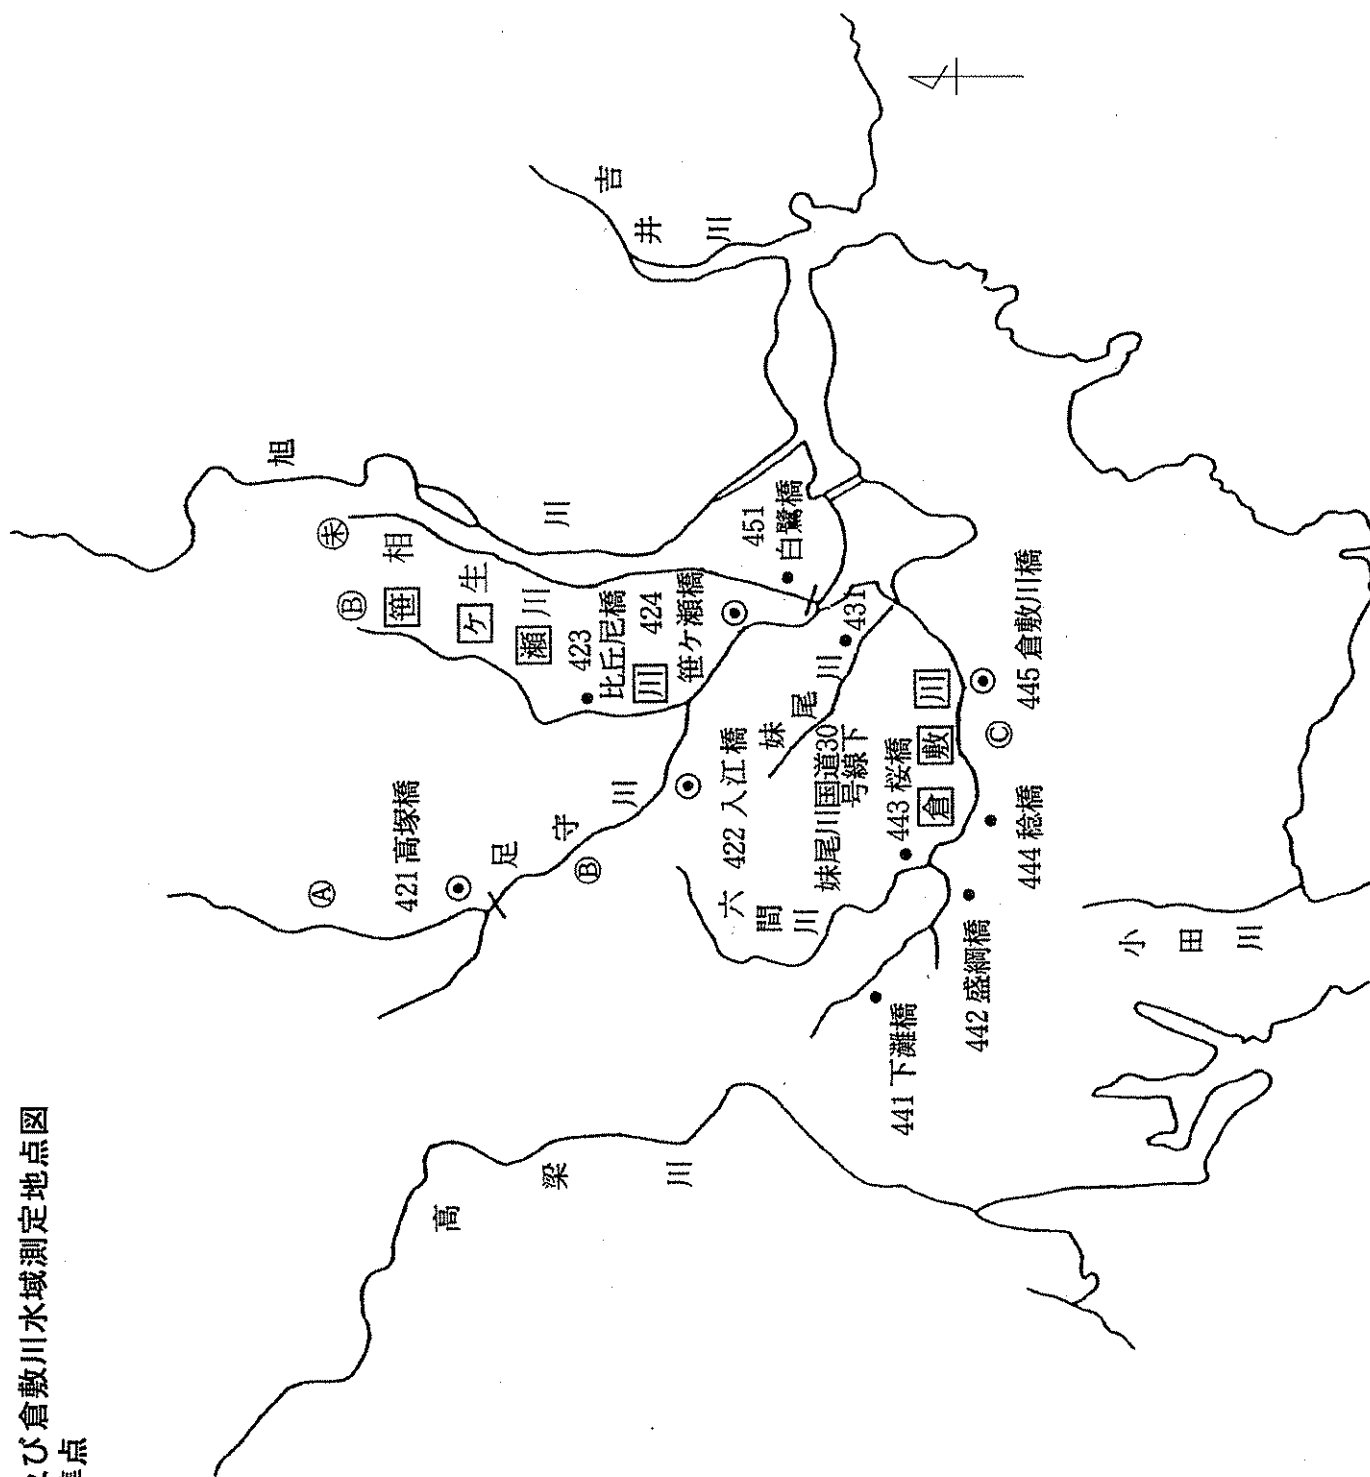 び倉敷川水域測定地点図
点
高梁川
Ⓐ
421 高塚橋
足守川
Ⓑ
Ⓑ
笹ケ瀬川
㊍
相生川
旭川
吉井川
423
比丘尼橋
424
笹ケ瀬橋
451
白鷺橋
422 入江橋
妹尾川
431
妹尾川国道30
号線下
六間川
443 桜橋
倉敷川
441 下灘橋
442 盛綱橋
444 稔橋
Ⓒ
445 倉敷川橋
小田川